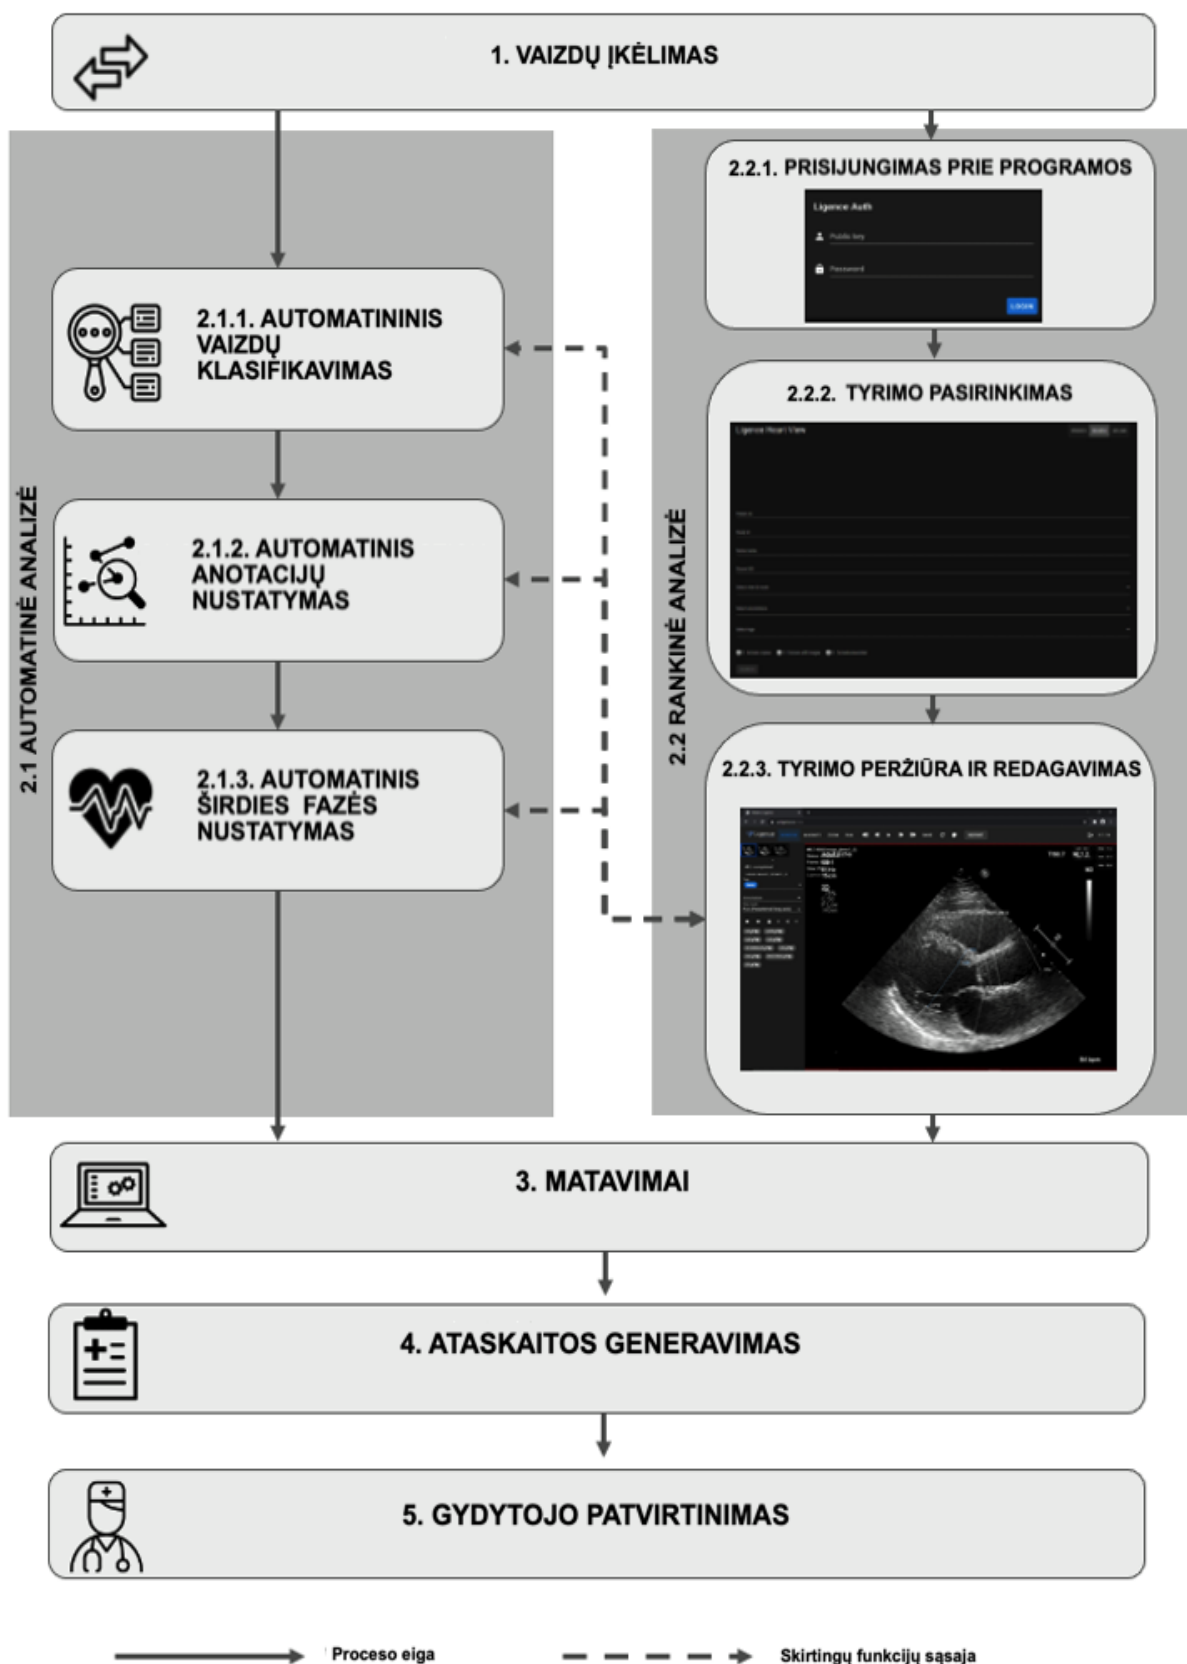 1. VAIZDŲ ĮKĖLIMAS
2.1 AUTOMATINĖ ANALIZĖ
2.1.1. AUTOMATININIS
VAIZDŲ
KLASIFIKAVIMAS
2.1.2. AUTOMATINIS
ANOTACIJŲ
NUSTATYMAS
2.1.3. AUTOMATINIS
ŠIRDIES FAZĖS
NUSTATYMAS
2.2 RANKINĖ ANALIZĖ
2.2.1. PRISIJUNGIMAS PRIE PROGRAMOS
Ligence Auth
Public key
Password
LOGIN
2.2.2. TYRIMO PASIRINKIMAS
Ligence Heart View
2.2.3. TYRIMO PERŽIŪRA IR REDAGAVIMAS
Ligence
3. MATAVIMAI
4. ATASKAITOS GENERAVIMAS
5. GYDYTOJO PATVIRTINIMAS
Proceso eiga
Skirtingų funkcijų sąsaja